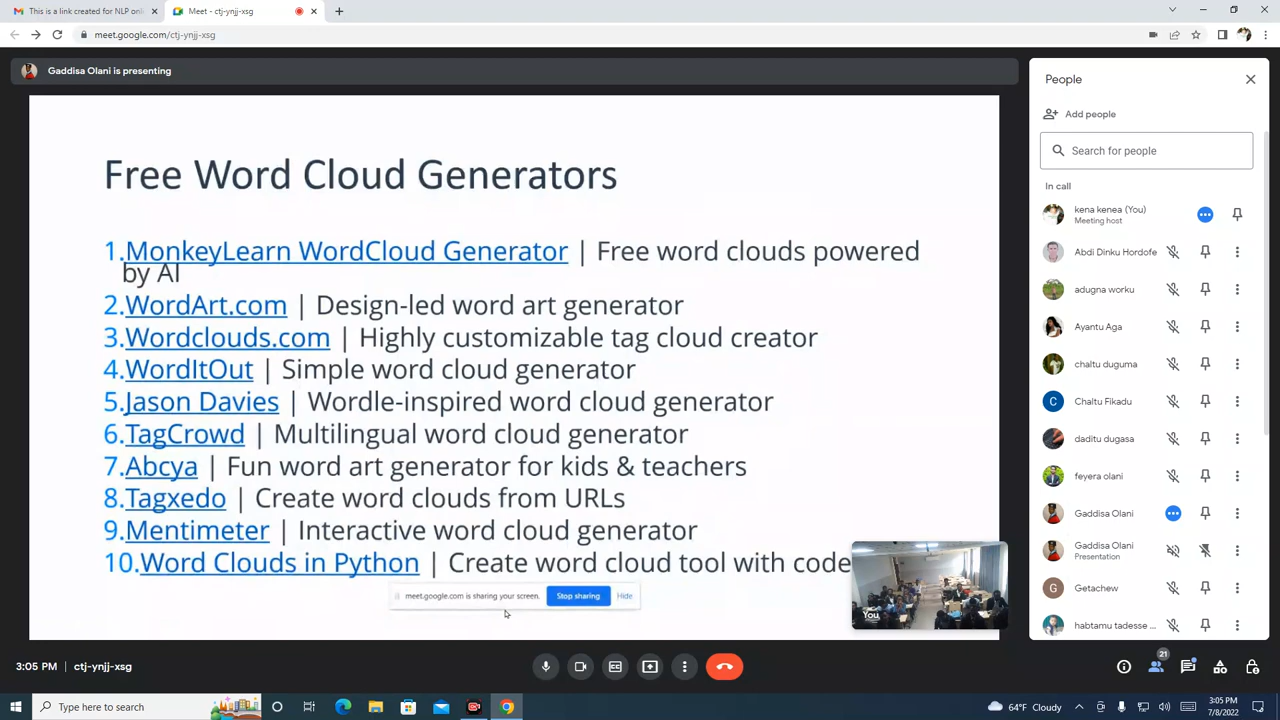 This is a link created for NLP onli
Meet - ctj-ynjj-xsg
meet.google.com/ctj-ynjj-xsg
Gaddisa Olani is presenting
Free Word Cloud Generators
1.MonkeyLearn WordCloud Generator | Free word clouds powered
by AI
2.WordArt.com | Design-led word art generator
3.Wordclouds.com | Highly customizable tag cloud creator
4.WordItOut | Simple word cloud generator
5.Jason Davies | Wordle-inspired word cloud generator
6.TagCrowd | Multilingual word cloud generator
7.Abcya | Fun word art generator for kids & teachers
8.Tagxedo | Create word clouds from URLs
9.Mentimeter | Interactive word cloud generator
10.Word Clouds in Python | Create word cloud tool with code
meet.google.com is sharing your screen. Stop sharing Hide
You
People
Add people
Search for people
In call
kena kenea (You)
Meeting host
Abdi Dinku Hordofe
adugna worku
Ayantu Aga
chaltu duguma
C Chaltu Fikadu
daditu dugasa
feyera olani
Gaddisa Olani
Gaddisa Olani
Presentation
G Getachew
habtamu tadesse ...
3:05 PM | ctj-ynjj-xsg
21
Type here to search
64°F Cloudy
3:05 PM
7/8/2022